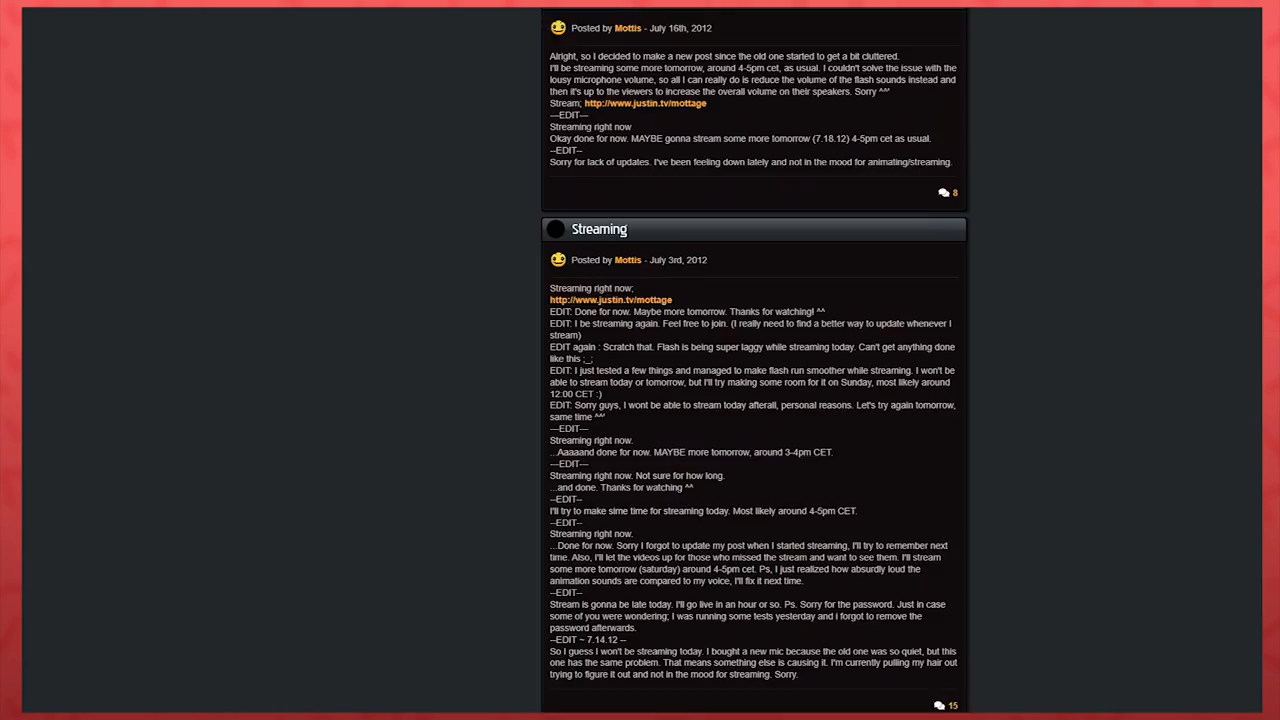 Posted by Mottis - July 16th, 2012
Alright, so I decided to make a new post since the old one started to get a bit cluttered.
I'll be streaming some more tomorrow, around 4-5pm cet, as usual. I couldn't solve the issue with the
lousy microphone volume, so all I can really do is reduce the volume of the flash sounds instead and
then it's up to the viewers to increase the overall volume on their speakers. Sorry ^^'
Stream; http://www.justin.tv/mottage
---EDIT---
Streaming right now
Okay done for now. MAYBE gonna stream some more tomorrow (7.18.12) 4-5pm cet as usual.
--EDIT--
Sorry for lack of updates. I've been feeling down lately and not in the mood for animating/streaming.
8
Streaming
Posted by Mottis - July 3rd, 2012
Streaming right now;
http://www.justin.tv/mottage
EDIT: Done for now. Maybe more tomorrow. Thanks for watching! ^^
EDIT: I be streaming again. Feel free to join. (I really need to find a better way to update whenever I
stream)
EDIT again : Scratch that. Flash is being super laggy while streaming today. Can't get anything done
like this ;_;
EDIT: I just tested a few things and managed to make flash run smoother while streaming. I won't be
able to stream today or tomorrow, but I'll try making some room for it on Sunday, most likely around
12:00 CET :)
EDIT: Sorry guys, I wont be able to stream today afterall, personal reasons. Let's try again tomorrow,
same time ^^'
---EDIT---
Streaming right now.
...Aaaaand done for now. MAYBE more tomorrow, around 3-4pm CET.
---EDIT---
Streaming right now. Not sure for how long.
...and done. Thanks for watching ^^
--EDIT--
I'll try to make sime time for streaming today. Most likely around 4-5pm CET.
--EDIT--
Streaming right now.
...Done for now. Sorry I forgot to update my post when I started streaming, I'll try to remember next
time. Also, I'll let the videos up for those who missed the stream and want to see them. I'll stream
some more tomorrow (saturday) around 4-5pm cet. Ps, I just realized how absurdly loud the
animation sounds are compared to my voice, I'll fix it next time.
--EDIT--
Stream is gonna be late today. I'll go live in an hour or so. Ps. Sorry for the password. Just in case
some of you were wondering; I was running some tests yesterday and i forgot to remove the
password afterwards.
--EDIT ~ 7.14.12 --
So I guess I won't be streaming today. I bought a new mic because the old one was so quiet, but this
one has the same problem. That means something else is causing it. I'm currently pulling my hair out
trying to figure it out and not in the mood for streaming. Sorry.
15